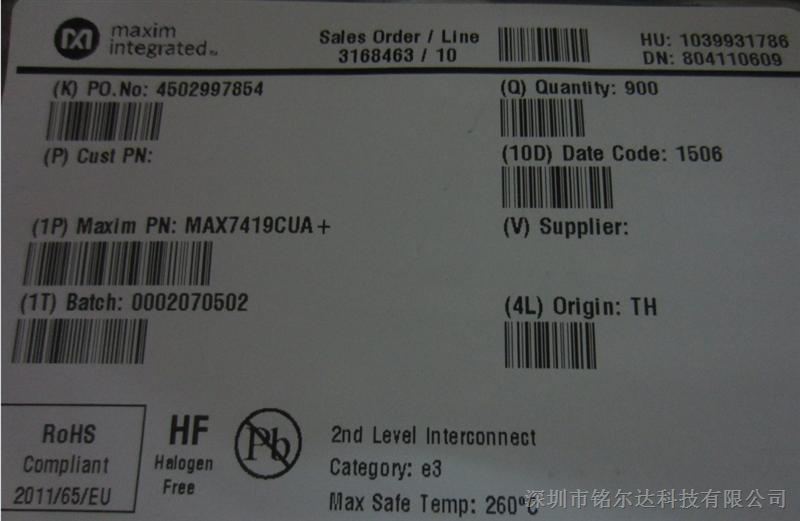 maxim
integrated™
Sales Order / Line
3168463 / 10
HU: 1039931786
DN: 804110609
(K) PO.No: 4502997854
(Q) Quantity: 900
(P) Cust PN:
(10D) Date Code: 1506
(1P) Maxim PN: MAX7419CUA+
(V) Supplier:
(1T) Batch: 0002070502
(4L) Origin: TH
RoHS
Compliant
2011/65/EU
HF
Halogen
Free
Pb
2nd Level Interconnect
Category: e3
Max Safe Temp: 260°C
深圳市铭尔达科技有限公司